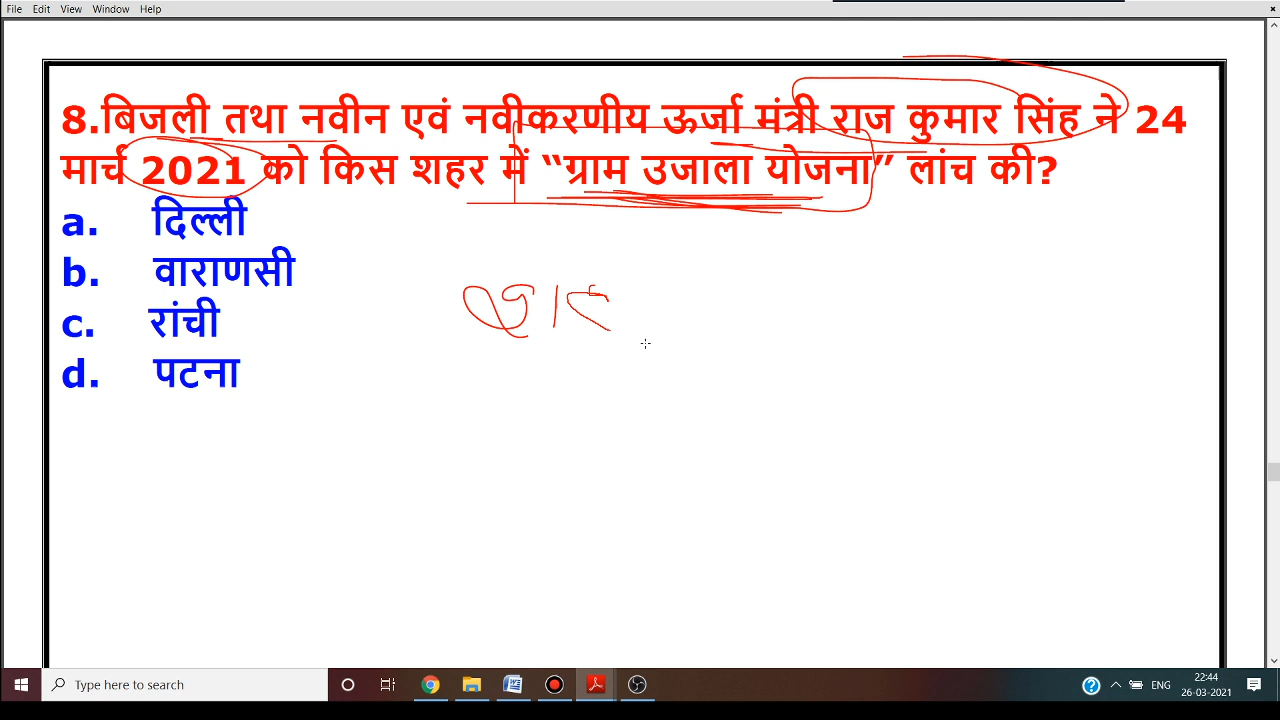 File Edit View Window Help
8.बिजली तथा नवीन एवं नवीकरणीय ऊर्जा मंत्री राज कुमार सिंह ने 24
मार्च 2021 को किस शहर में “ग्राम उजाला योजना” लांच की?
a. दिल्ली
b. वाराणसी
c. रांची
d. पटना
Type here to search
ENG
22:44
26-03-2021